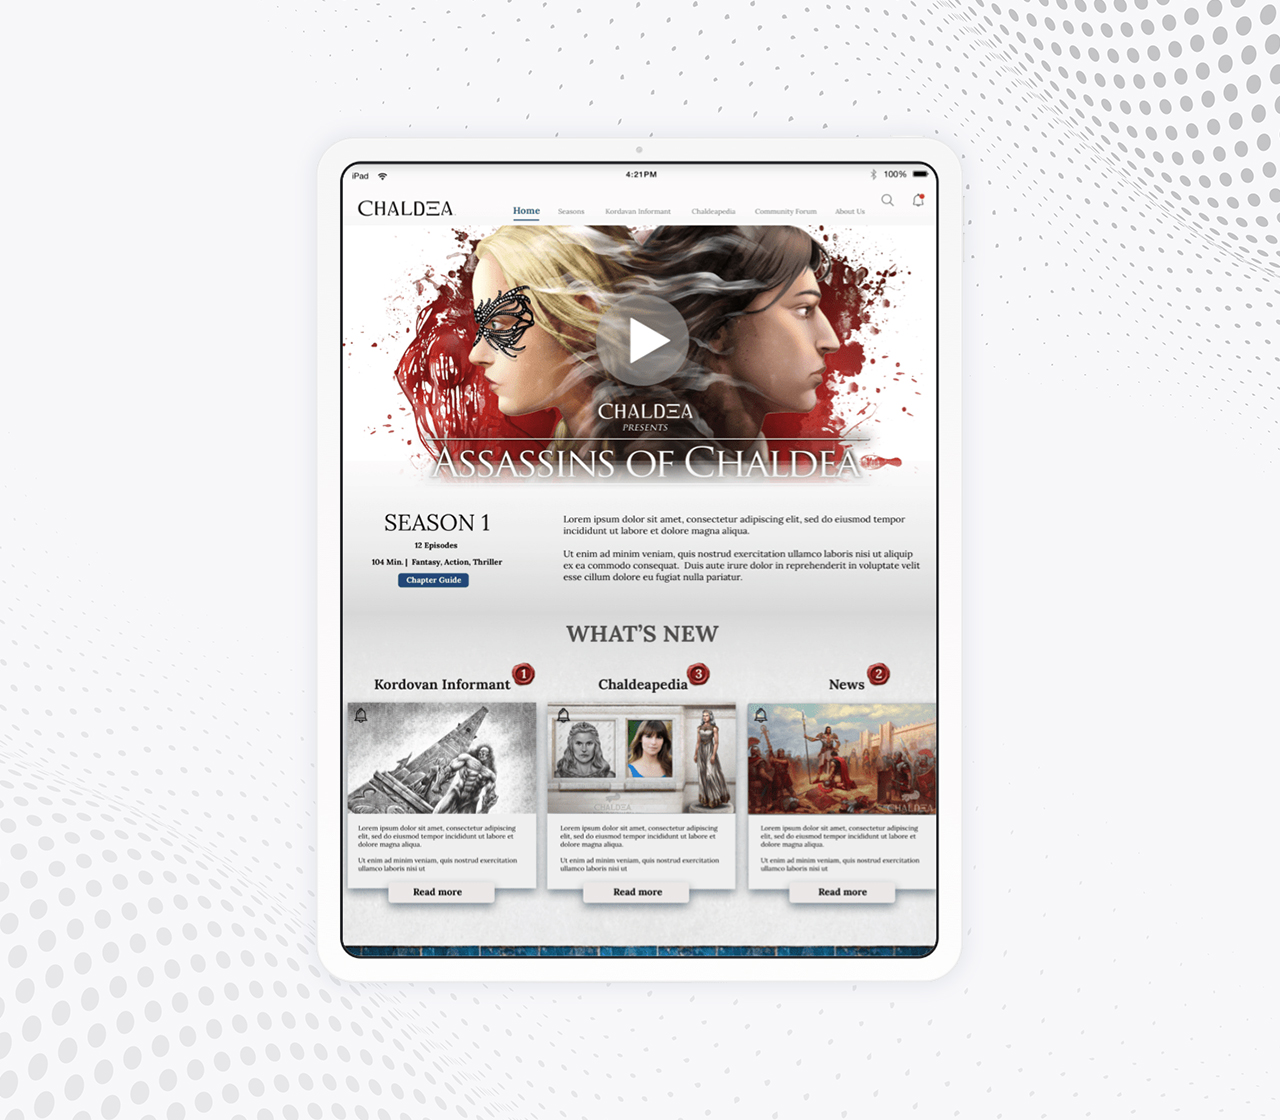 iPad
4:21PM
100%
CHALDEA
Home
Seasons
Kordavan Informant
Chaldeapedia
Community Forum
About Us
CHALDEA
PRESENTS
ASSASSINS OF CHALDEA
SEASON 1
12 Episodes
104 Min. | Fantasy, Action, Thriller
Chapter Guide
Lorem ipsum dolor sit amet, consectetur adipiscing elit, sed do eiusmod tempor
incididunt ut labore et dolore magna aliqua.
Ut enim ad minim veniam, quis nostrud exercitation ullamco laboris nisi ut aliquip
ex ea commodo consequat. Duis aute irure dolor in reprehenderit in voluptate velit
esse cillum dolore eu fugiat nulla pariatur.
WHAT'S NEW
Kordovan Informant
1
Chaldeapedia
3
News
2
CHALDEA
CHALDEA
Lorem ipsum dolor sit amet, consectetur adipiscing
elit, sed do eiusmod tempor incididunt ut labore et
dolore magna aliqua.
Ut enim ad minim veniam, quis nostrud exercitation
ullamco laboris nisi ut
Read more
Lorem ipsum dolor sit amet, consectetur adipiscing
elit, sed do eiusmod tempor incididunt ut labore et
dolore magna aliqua.
Ut enim ad minim veniam, quis nostrud exercitation
ullamco laboris nisi ut
Read more
Lorem ipsum dolor sit amet, consectetur adipiscing
elit, sed do eiusmod tempor incididunt ut labore et
dolore magna aliqua.
Ut enim ad minim veniam, quis nostrud exercitation
ullamco laboris nisi ut
Read more